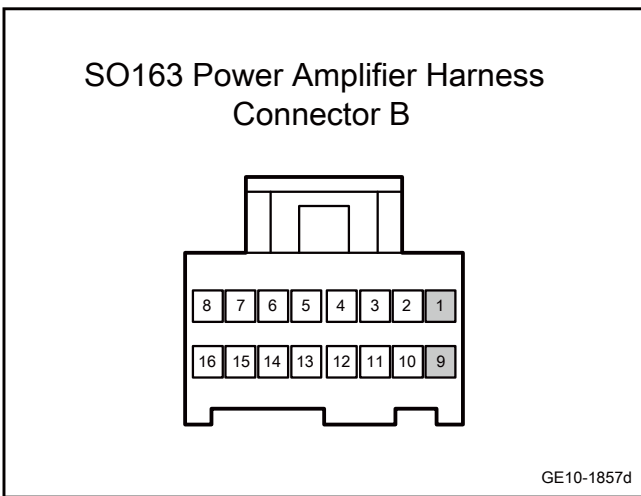 SO163 Power Amplifier Harness
Connector B
8 7 6 5 4 3 2 1
16 15 14 13 12 11 10 9
GE10-1857d